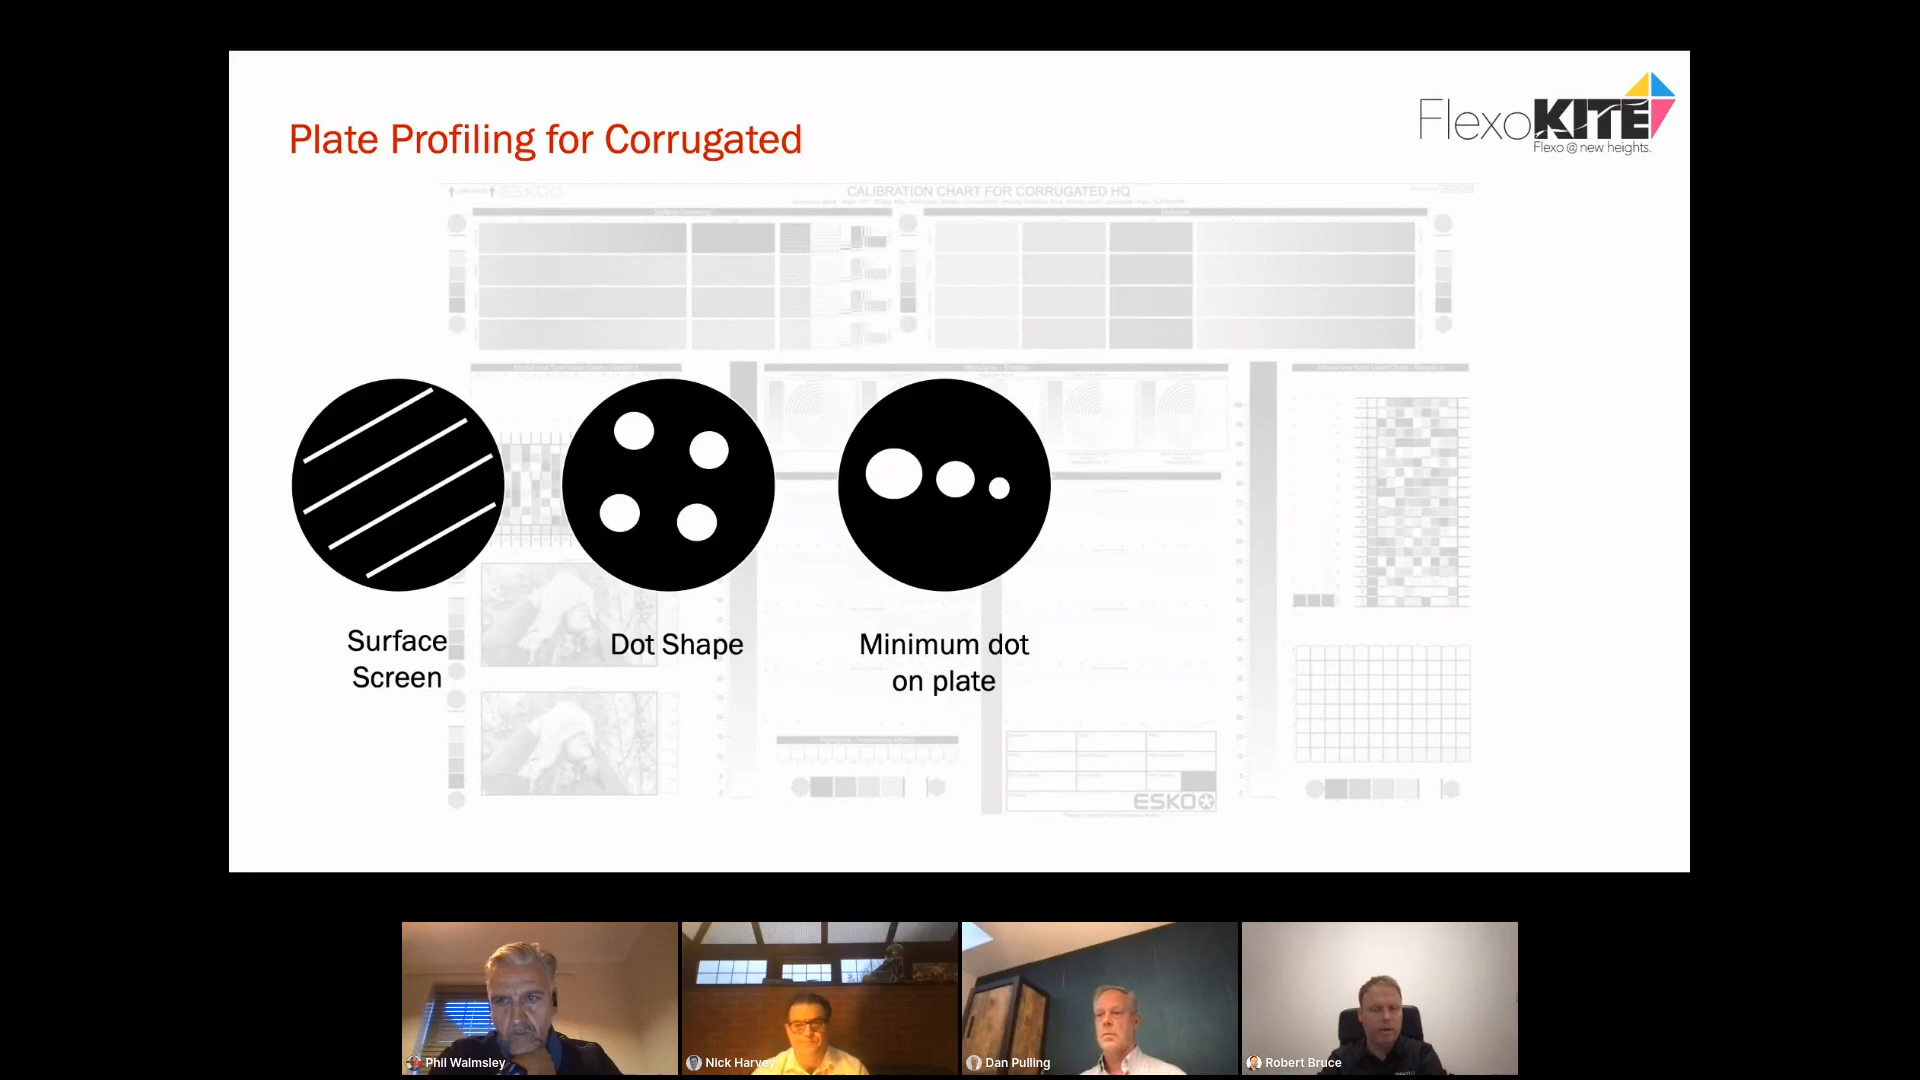 Plate Profiling for Corrugated
FlexoKITE
Flexo @ new heights.
ESKO
CALIBRATION CHART FOR CORRUGATED HQ
Surface
Screen
Dot Shape
Minimum dot
on plate
ESKO
Phil Walmsley
Nick Harvey
Dan Pulling
Robert Bruce